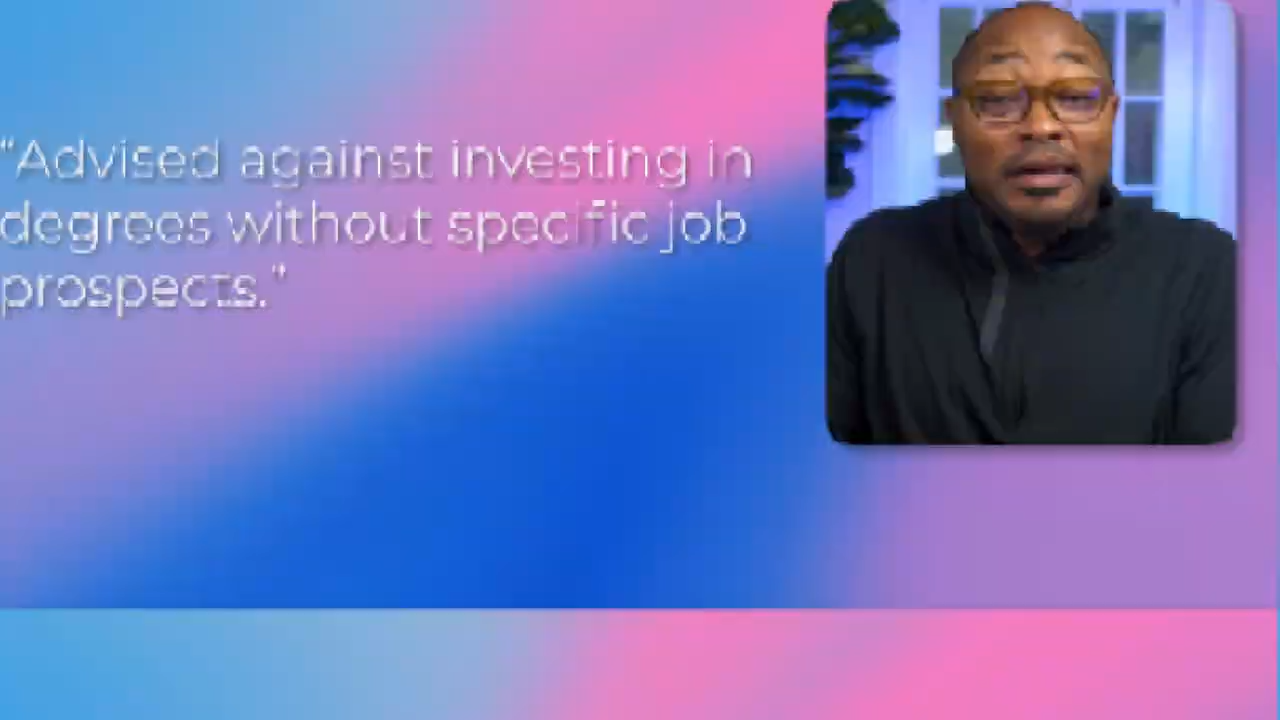 “Advised against investing in
degrees without specific job
prospects.”